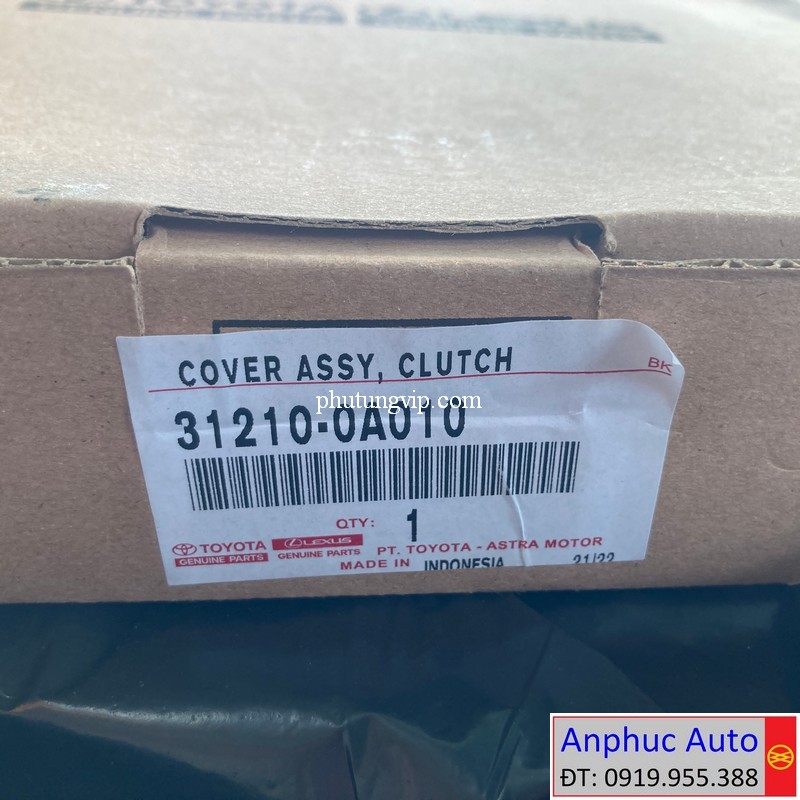 COVER ASSY, CLUTCH
BK
phutungvip.com
31210-0A010
QTY: 1
TOYOTA
GENUINE PARTS
LEXUS
GENUINE PARTS
PT. TOYOTA - ASTRA MOTOR
MADE IN INDONESIA
21/22
Anphuc Auto
ĐT: 0919.955.388